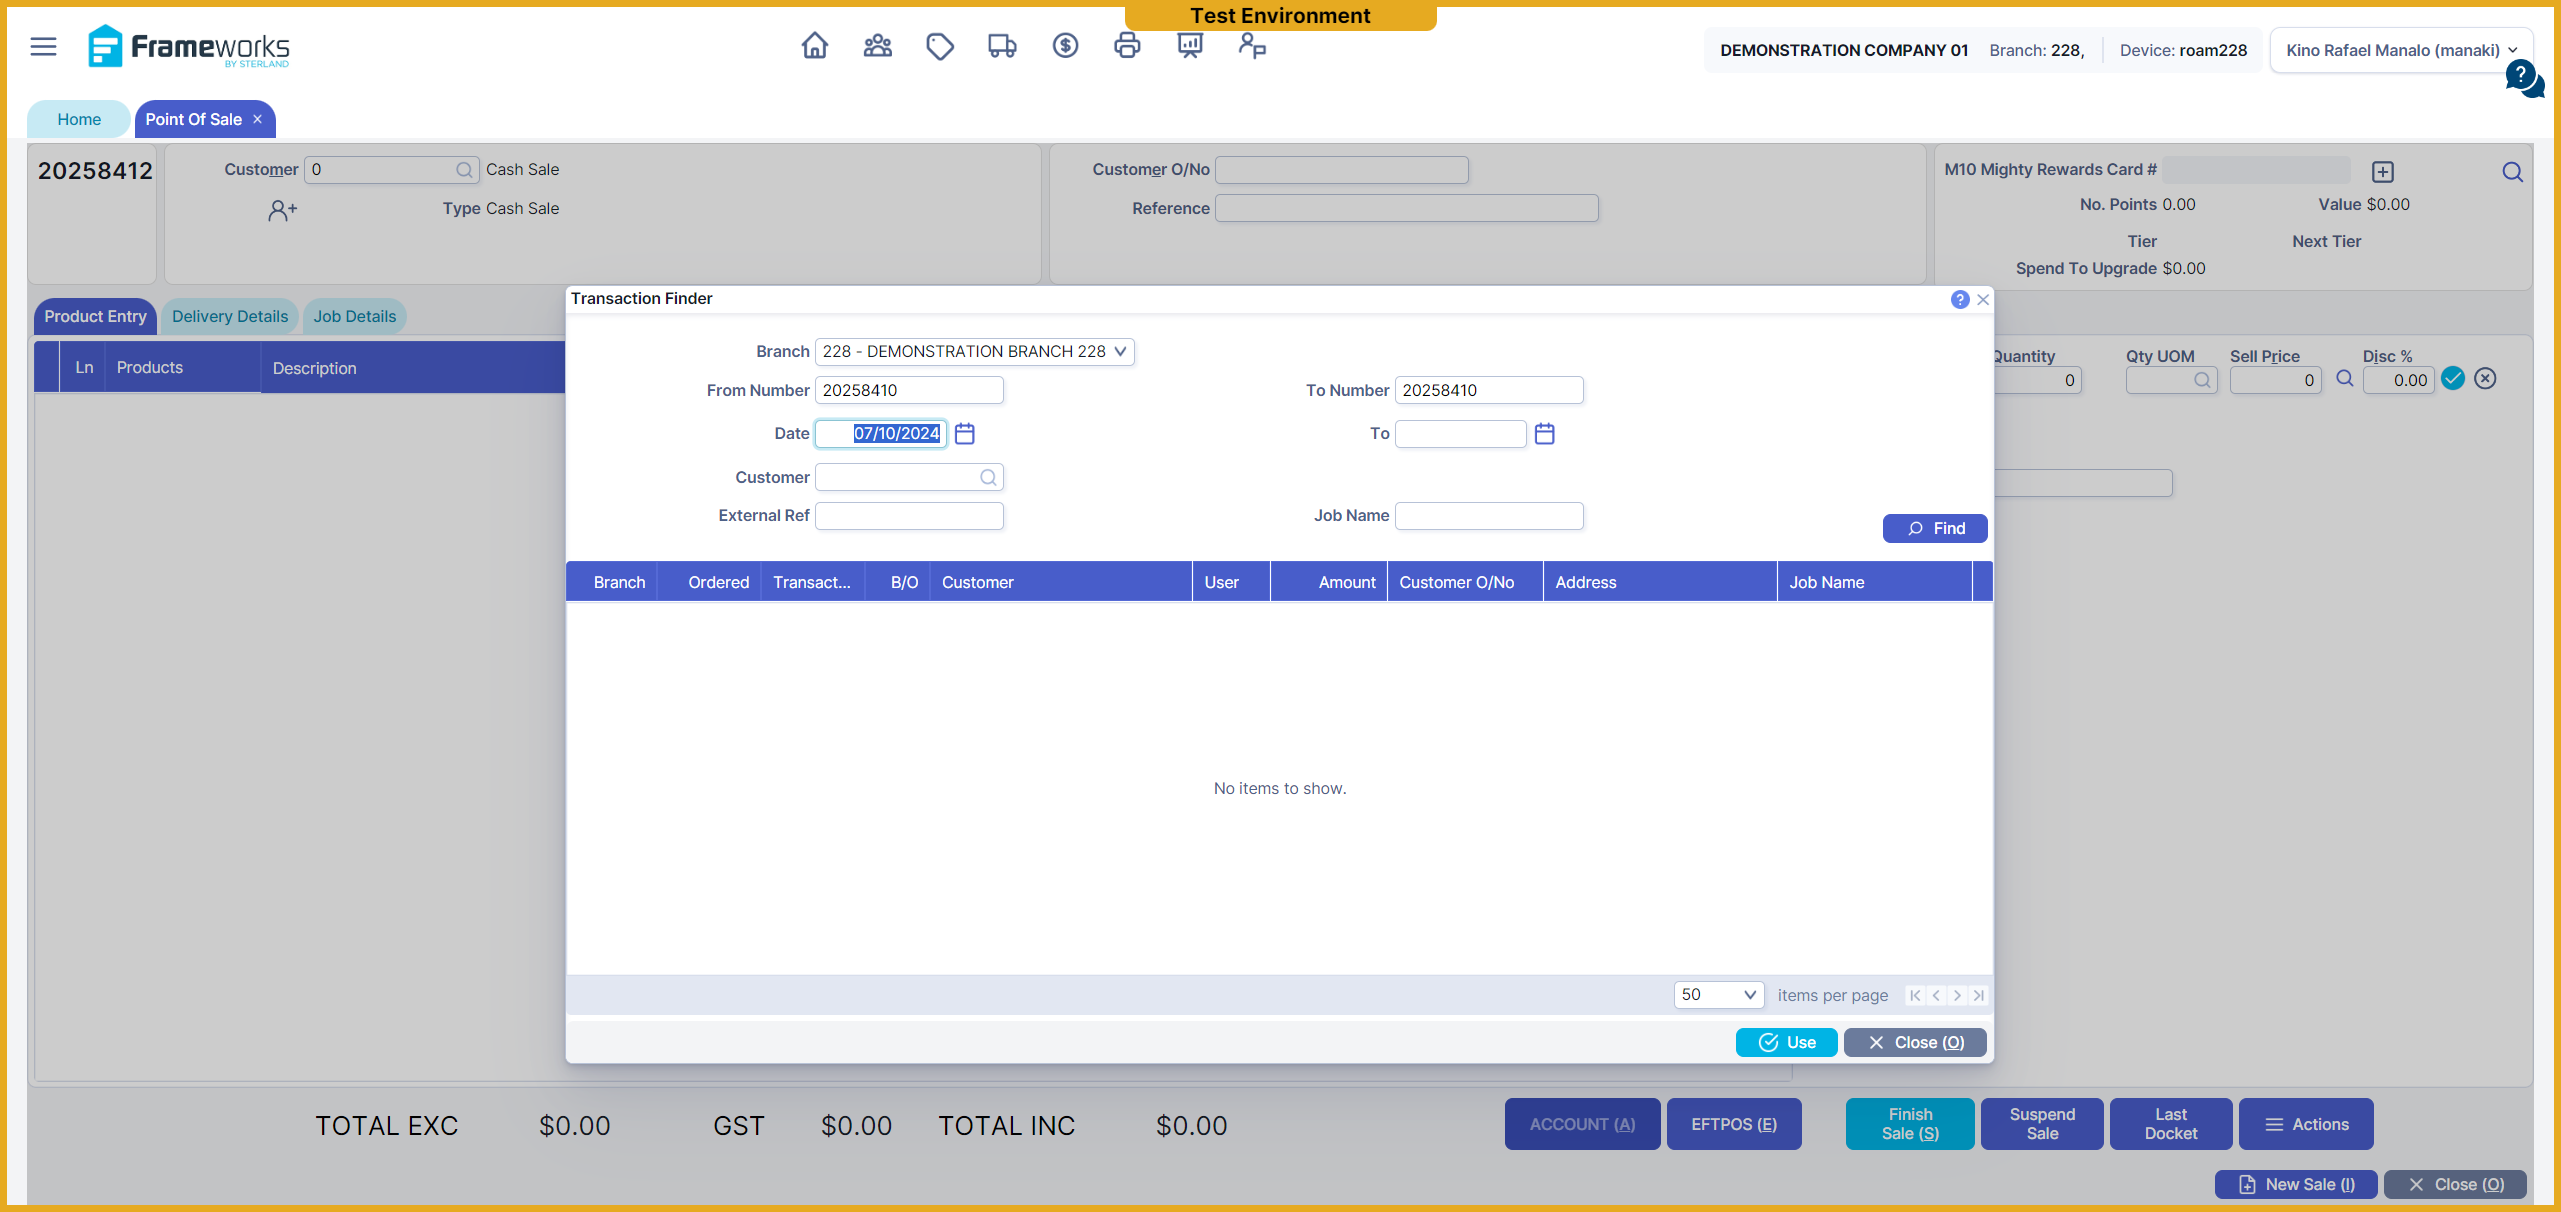 Test Environment
Frameworks
BY STERLAND
DEMONSTRATION COMPANY 01 Branch: 228, Device: roam228 Kino Rafael Manalo (manaki)
?
Home Point Of Sale ×
20258412 Customer 0 Cash Sale Customer O/No M10 Mighty Rewards Card #
Type Cash Sale Reference No. Points 0.00 Value $0.00
Tier Next Tier
Spend To Upgrade $0.00
Transaction Finder ?
Product Entry Delivery Details Job Details
Branch 228 - DEMONSTRATION BRANCH 228
Quantity Qty UOM Sell Price Disc %
Ln Products Description
0 0 0.00
From Number 20258410 To Number 20258410
Date 07/10/2024 To
Customer
External Ref Job Name
Find
Branch Ordered Transact... B/O Customer User Amount Customer O/No Address Job Name
No items to show.
50 items per page
Use Close (O)
TOTAL EXC $0.00 GST $0.00 TOTAL INC $0.00
ACCOUNT (A) EFTPOS (E) Finish Sale (S) Suspend Sale Last Docket Actions
New Sale (I) Close (O)